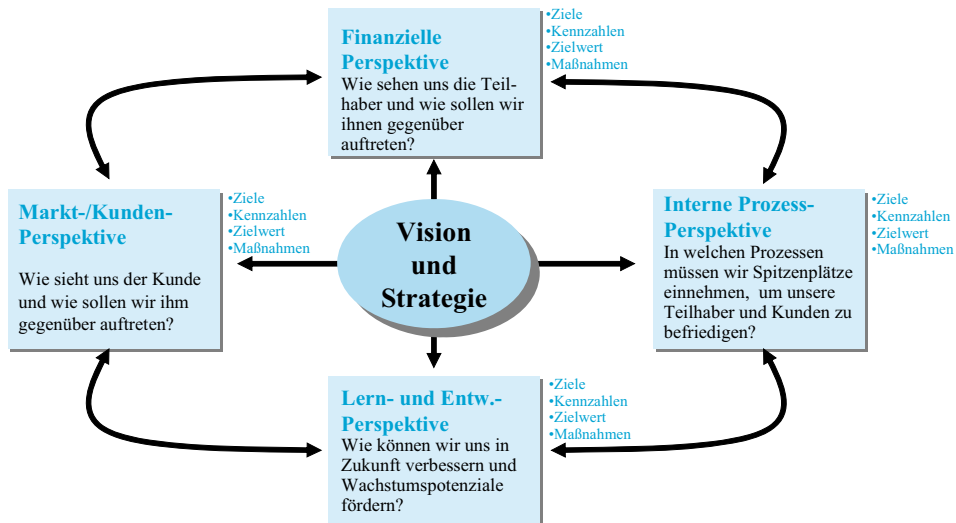 Finanzielle
Perspektive
Wie sehen uns die Teil-
haber und wie sollen wir
ihnen gegenüber
auftreten?
•Ziele
•Kennzahlen
•Zielwert
•Maßnahmen
Markt-/Kunden-
Perspektive
Wie sieht uns der Kunde
und wie sollen wir ihm
gegenüber auftreten?
•Ziele
•Kennzahlen
•Zielwert
•Maßnahmen
Vision
und
Strategie
Interne Prozess-
Perspektive
In welchen Prozessen
müssen wir Spitzenplätze
einnehmen, um unsere
Teilhaber und Kunden zu
befriedigen?
•Ziele
•Kennzahlen
•Zielwert
•Maßnahmen
Lern- und Entw.-
Perspektive
Wie können wir uns in
Zukunft verbessern und
Wachstumspotenziale
fördern?
•Ziele
•Kennzahlen
•Zielwert
•Maßnahmen